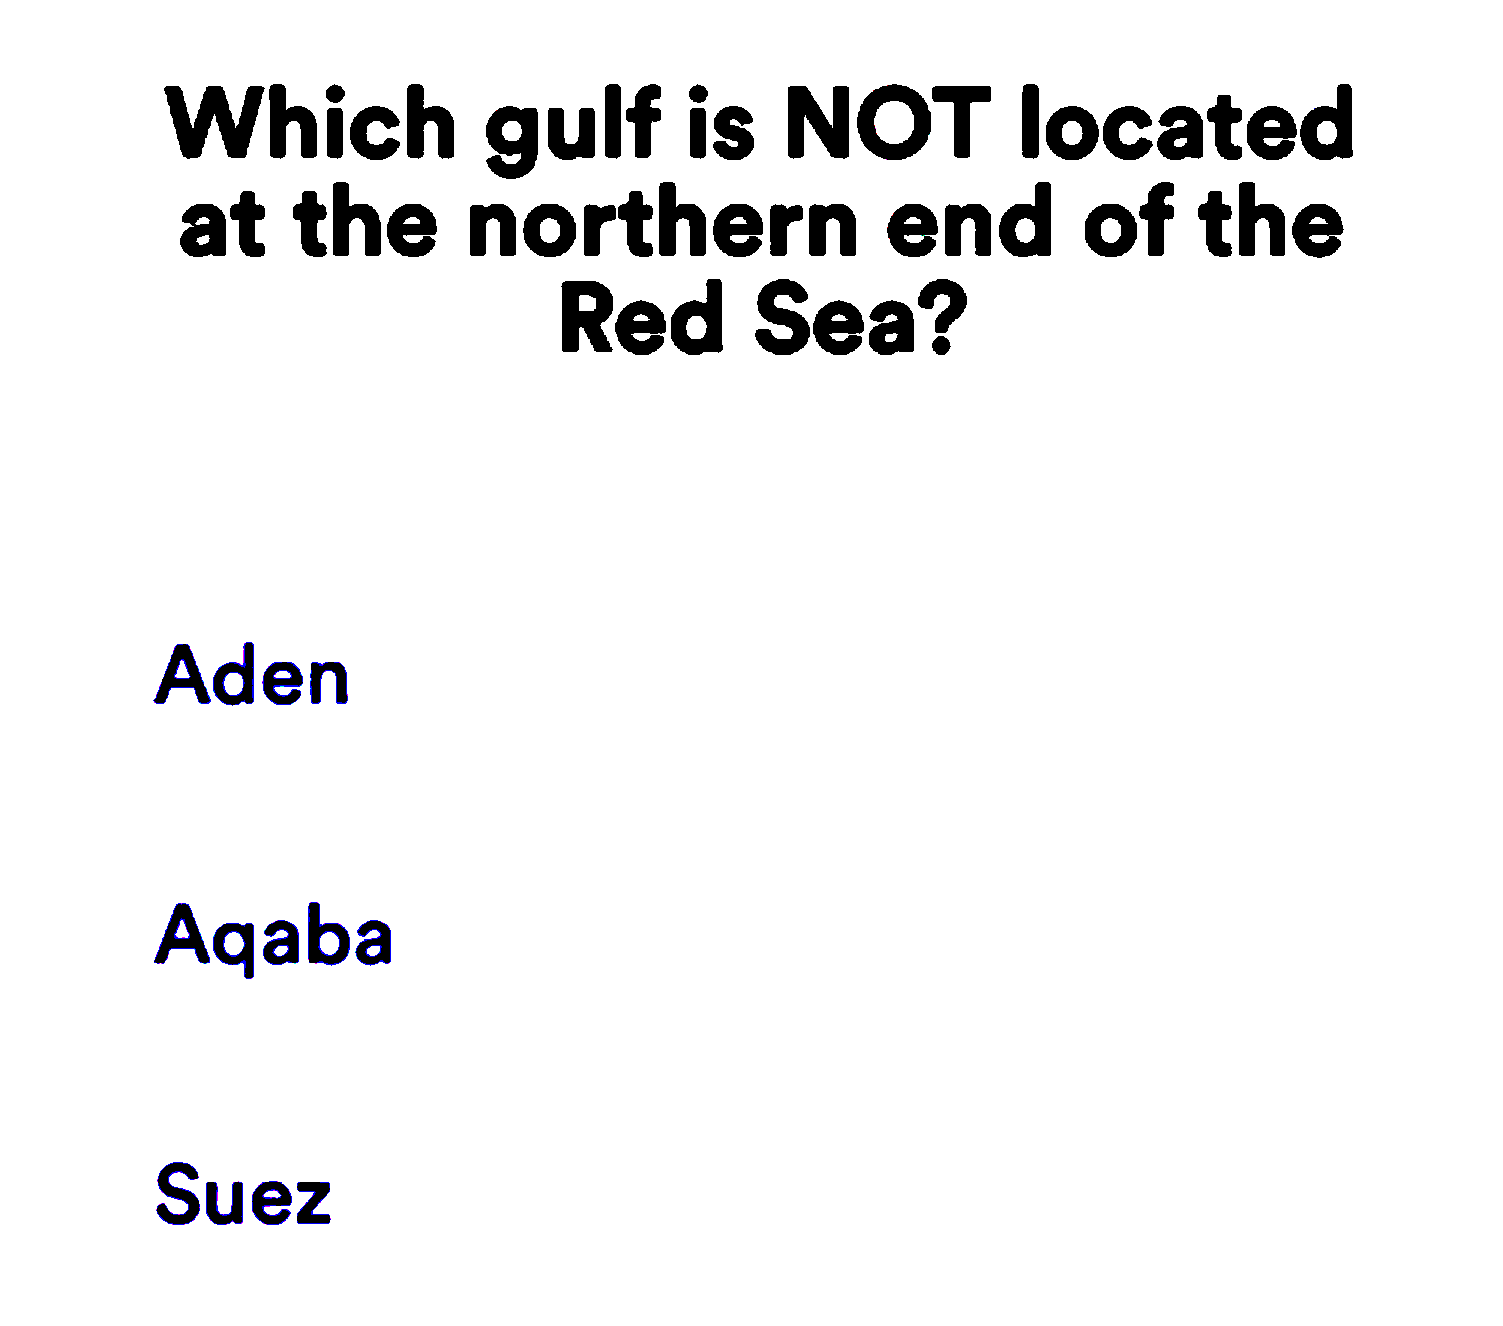 Which gulf is NOT located
at the northern end of the
Red Sea?
Aden
Aqaba
Suez